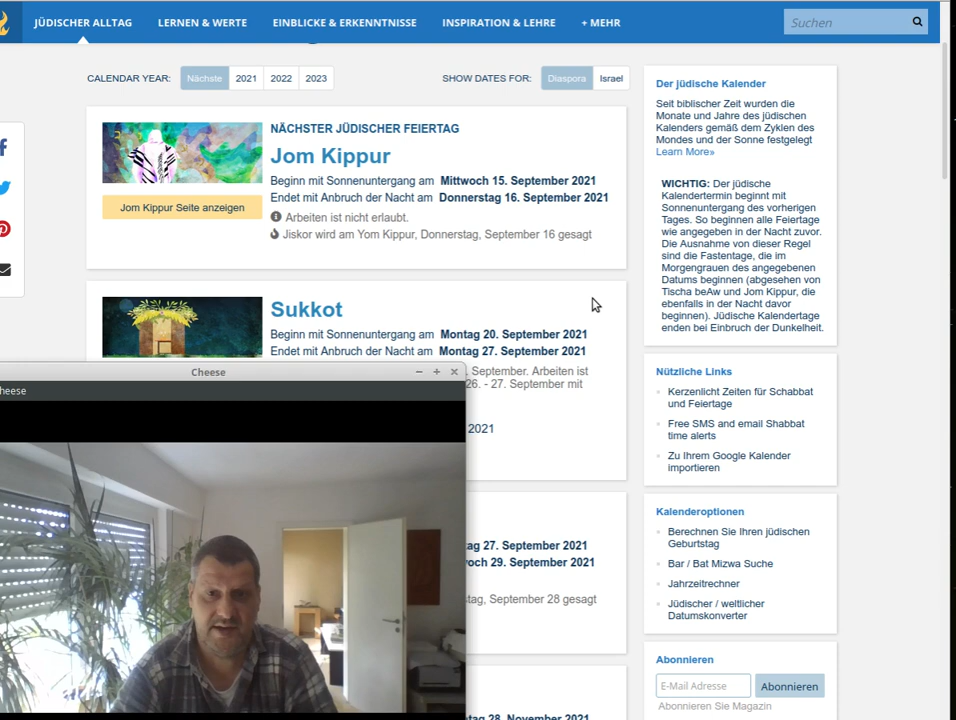 JÜDISCHER ALLTAG
LERNEN & WERTE
EINBLICKE & ERKENNTNISSE
INSPIRATION & LEHRE
+ MEHR
Suchen
CALENDAR YEAR:
Nächste
2021
2022
2023
SHOW DATES FOR:
Diaspora
Israel
NÄCHSTER JÜDISCHER FEIERTAG
Jom Kippur
Beginn mit Sonnenuntergang am Mittwoch 15. September 2021
Endet mit Anbruch der Nacht am Donnerstag 16. September 2021
Arbeiten ist nicht erlaubt.
Jiskor wird am Yom Kippur, Donnerstag, September 16 gesagt
Jom Kippur Seite anzeigen
Sukkot
Beginn mit Sonnenuntergang am Montag 20. September 2021
Endet mit Anbruch der Nacht am Montag 27. September 2021
. September. Arbeiten ist
26. - 27. September mit
2021
Cheese
heese
tag 27. September 2021
voch 29. September 2021
stag, September 28 gesagt
tag 28. November 2021
Der jüdische Kalender
Seit biblischer Zeit wurden die
Monate und Jahre des jüdischen
Kalenders gemäß dem Zyklen des
Mondes und der Sonne festgelegt
Learn More»
WICHTIG: Der jüdische
Kalendertermin beginnt mit
Sonnenuntergang des vorherigen
Tages. So beginnen alle Feiertage
wie angegeben in der Nacht zuvor.
Die Ausnahme von dieser Regel
sind die Fastentage, die im
Morgengrauen des angegebenen
Datums beginnen (abgesehen von
Tischa beAw und Jom Kippur, die
ebenfalls in der Nacht davor
beginnen). Jüdische Kalendertage
enden bei Einbruch der Dunkelheit.
Nützliche Links
Kerzenlicht Zeiten für Schabbat
und Feiertage
Free SMS and email Shabbat
time alerts
Zu Ihrem Google Kalender
importieren
Kalenderoptionen
Berechnen Sie Ihren jüdischen
Geburtstag
Bar / Bat Mizwa Suche
Jahrzeitrechner
Jüdischer / weltlicher
Datumskonverter
Abonnieren
E-Mail Adresse
Abonnieren
Abonnieren Sie Magazin